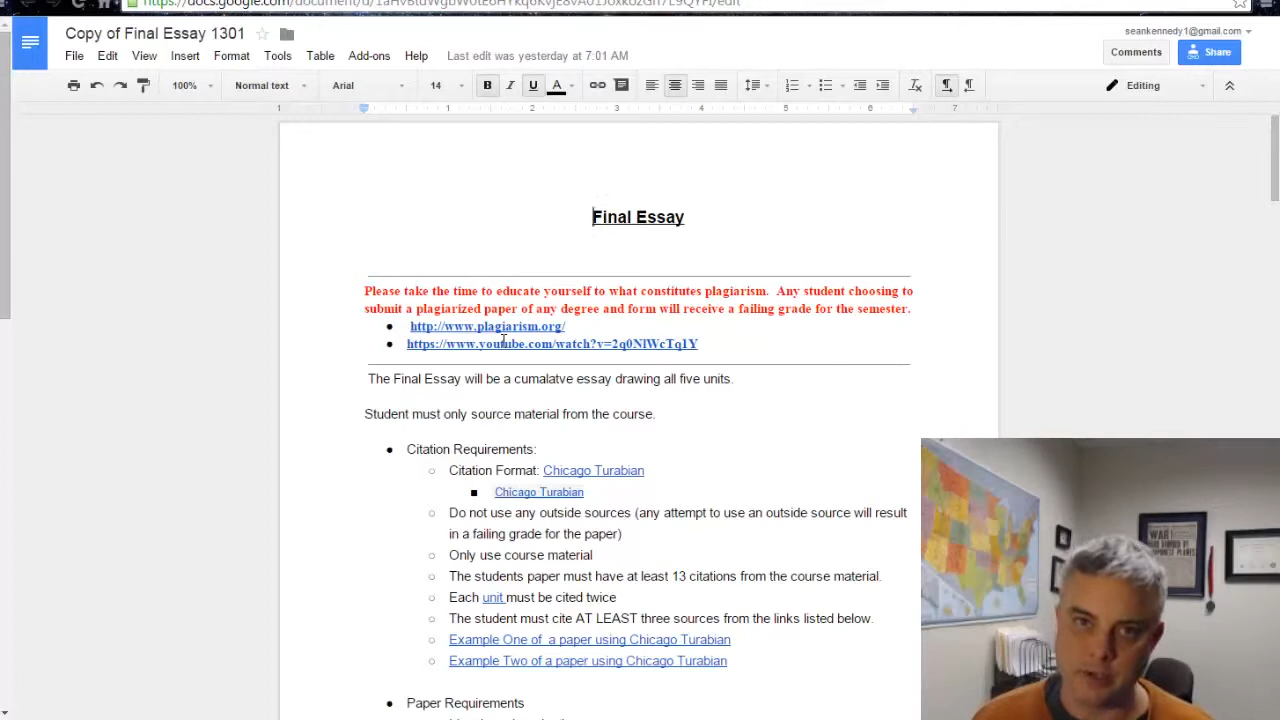 Copy of Final Essay 1301
seankennedy1@gmail.com
File Edit View Insert Format Tools Table Add-ons Help Last edit was yesterday at 7:01 AM
Comments Share
100% Normal text Arial 14 B I U A Editing
1 1 2 3 4 5 6 7
Final Essay
Please take the time to educate yourself to what constitutes plagiarism. Any student choosing to
submit a plagiarized paper of any degree and form will receive a failing grade for the semester.
● http://www.plagiarism.org/
● https://www.youtube.com/watch?v=2q0NlWcTq1Y
The Final Essay will be a cumalatve essay drawing all five units.
Student must only source material from the course.
● Citation Requirements:
○ Citation Format: Chicago Turabian
■ Chicago Turabian
○ Do not use any outside sources (any attempt to use an outside source will result
in a failing grade for the paper)
○ Only use course material
○ The students paper must have at least 13 citations from the course material.
○ Each unit must be cited twice
○ The student must cite AT LEAST three sources from the links listed below.
○ Example One of a paper using Chicago Turabian
○ Example Two of a paper using Chicago Turabian
● Paper Requirements
WAR!